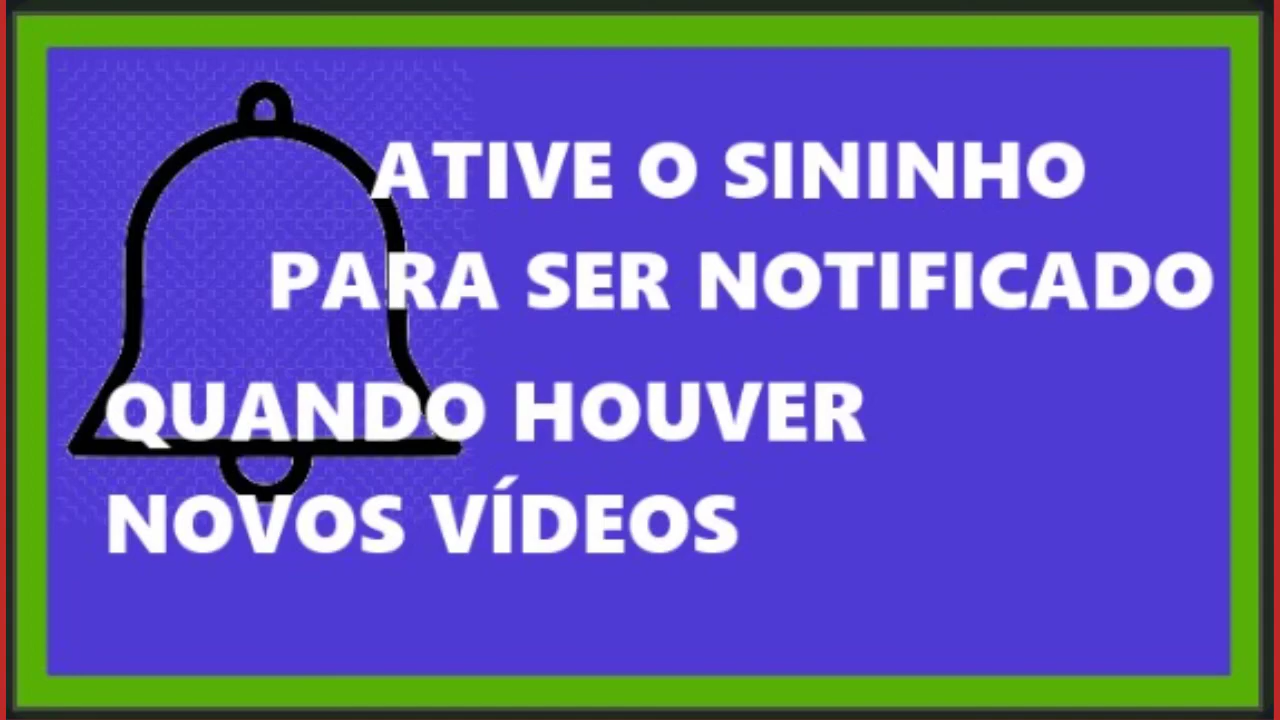 ATIVE O SININHO
PARA SER NOTIFICADO
QUANDO HOUVER
NOVOS VÍDEOS